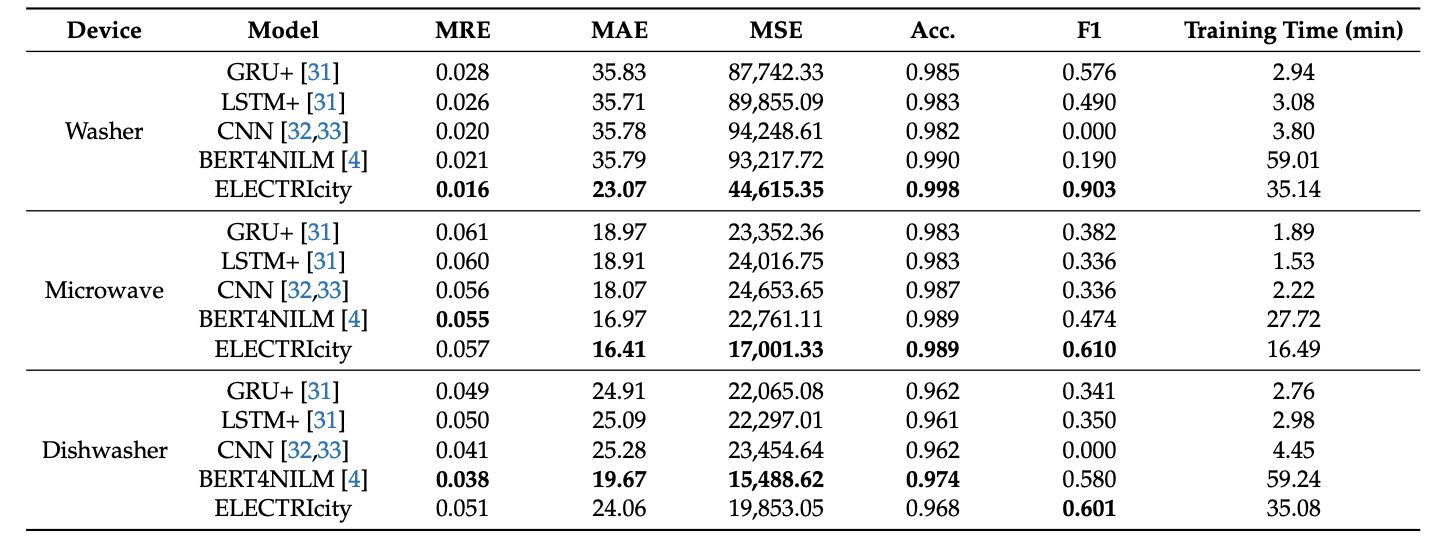 Device Model MRE MAE MSE Acc. F1 Training Time (min)
GRU+ [31] 0.028 35.83 87,742.33 0.985 0.576 2.94
LSTM+ [31] 0.026 35.71 89,855.09 0.983 0.490 3.08
Washer CNN [32,33] 0.020 35.78 94,248.61 0.982 0.000 3.80
BERT4NILM [4] 0.021 35.79 93,217.72 0.990 0.190 59.01
ELECTRIcity 0.016 23.07 44,615.35 0.998 0.903 35.14
GRU+ [31] 0.061 18.97 23,352.36 0.983 0.382 1.89
LSTM+ [31] 0.060 18.91 24,016.75 0.983 0.336 1.53
Microwave CNN [32,33] 0.056 18.07 24,653.65 0.987 0.336 2.22
BERT4NILM [4] 0.055 16.97 22,761.11 0.989 0.474 27.72
ELECTRIcity 0.057 16.41 17,001.33 0.989 0.610 16.49
GRU+ [31] 0.049 24.91 22,065.08 0.962 0.341 2.76
LSTM+ [31] 0.050 25.09 22,297.01 0.961 0.350 2.98
Dishwasher CNN [32,33] 0.041 25.28 23,454.64 0.962 0.000 4.45
BERT4NILM [4] 0.038 19.67 15,488.62 0.974 0.580 59.24
ELECTRIcity 0.051 24.06 19,853.05 0.968 0.601 35.08